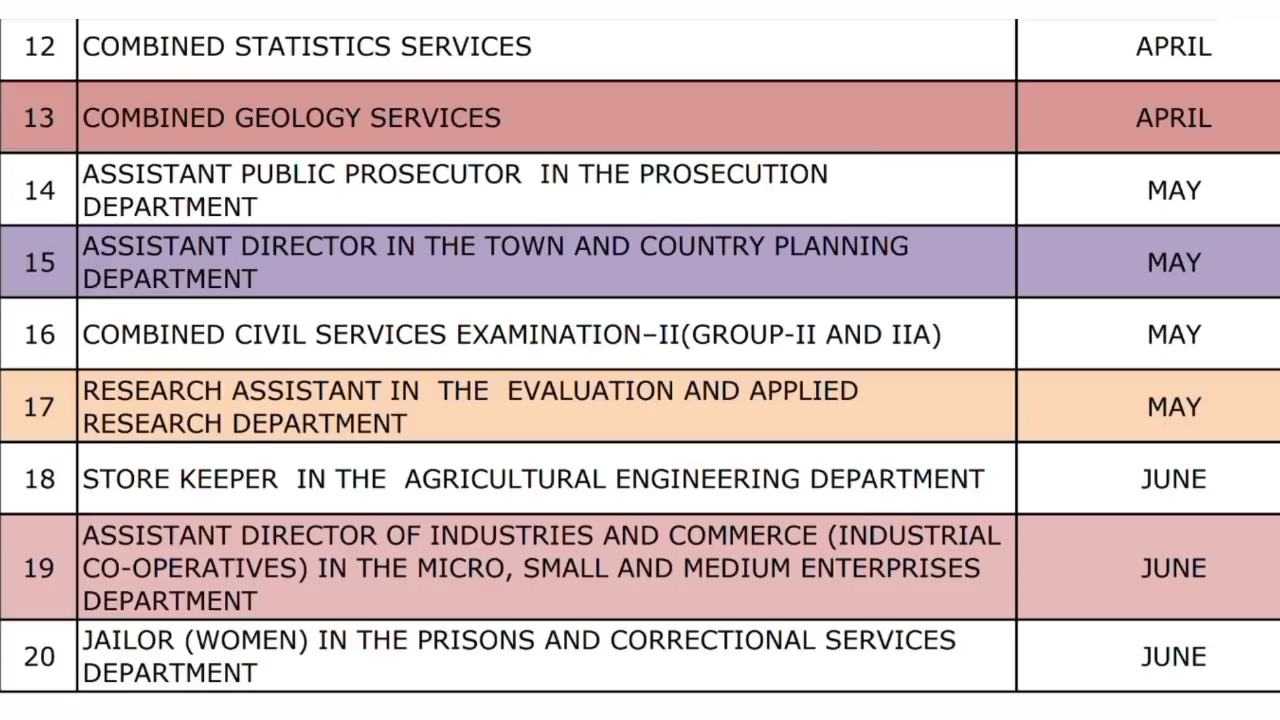 12 COMBINED STATISTICS SERVICES APRIL
13 COMBINED GEOLOGY SERVICES APRIL
14 ASSISTANT PUBLIC PROSECUTOR IN THE PROSECUTION
DEPARTMENT MAY
15 ASSISTANT DIRECTOR IN THE TOWN AND COUNTRY PLANNING
DEPARTMENT MAY
16 COMBINED CIVIL SERVICES EXAMINATION–II(GROUP-II AND IIA) MAY
17 RESEARCH ASSISTANT IN THE EVALUATION AND APPLIED
RESEARCH DEPARTMENT MAY
18 STORE KEEPER IN THE AGRICULTURAL ENGINEERING DEPARTMENT JUNE
19 ASSISTANT DIRECTOR OF INDUSTRIES AND COMMERCE (INDUSTRIAL
CO-OPERATIVES) IN THE MICRO, SMALL AND MEDIUM ENTERPRISES
DEPARTMENT JUNE
20 JAILOR (WOMEN) IN THE PRISONS AND CORRECTIONAL SERVICES
DEPARTMENT JUNE